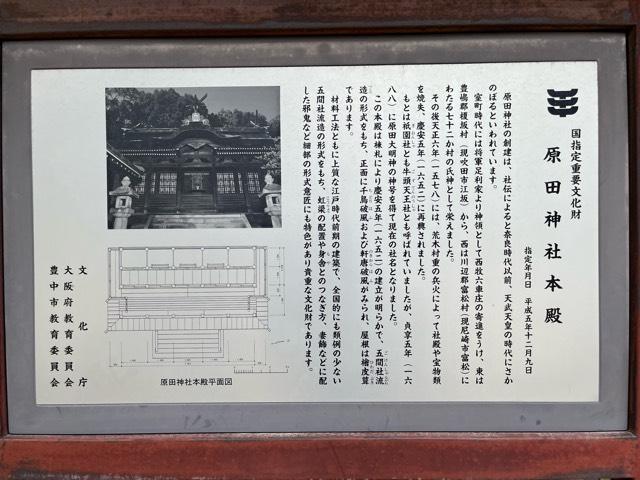 国指定重要文化財
原田神社本殿
指定年月日 平成五年十二月九日
原田神社の創建は、社伝によると奈良時代以前、天武天皇の時代にさか
のぼるといわれています。
室町時代には将軍足利家より神領として西牧六車庄の寄進をうけ、東は
豊嶋郡榎坂村(現吹田市江坂)から、西は川辺郡富松村(現尼崎市富松)に
わたる七十二か村の氏神として栄えました。
その後天正六年(一五七八)には、荒木村重の兵火によって社殿や宝物類
を焼失、慶安五年(一六五二)に再興されました。
もとは祇園社とも牛頭天王社とも呼ばれていましたが、貞享五年(一六
八八)に原田大明神の神号を得て現在の社名となりました。
この本殿は棟札により慶安五年(一六五二)の建立が明らかで、五間社流
造の形式をもち、正面に千鳥破風および軒唐破風がみられ、屋根は檜皮葺
であります。
材料工法ともに上質な江戸時代前期の建築で、全国的にも類例の少ない
五間社流造の形式をもち、虹梁の配置や身舎とのつなぎ方、妻飾などに配
した邪鬼など細部の形式意匠にも特色があり貴重な文化財であります。
文化庁
大阪府教育委員会
豊中市教育委員会
原田神社本殿平面図